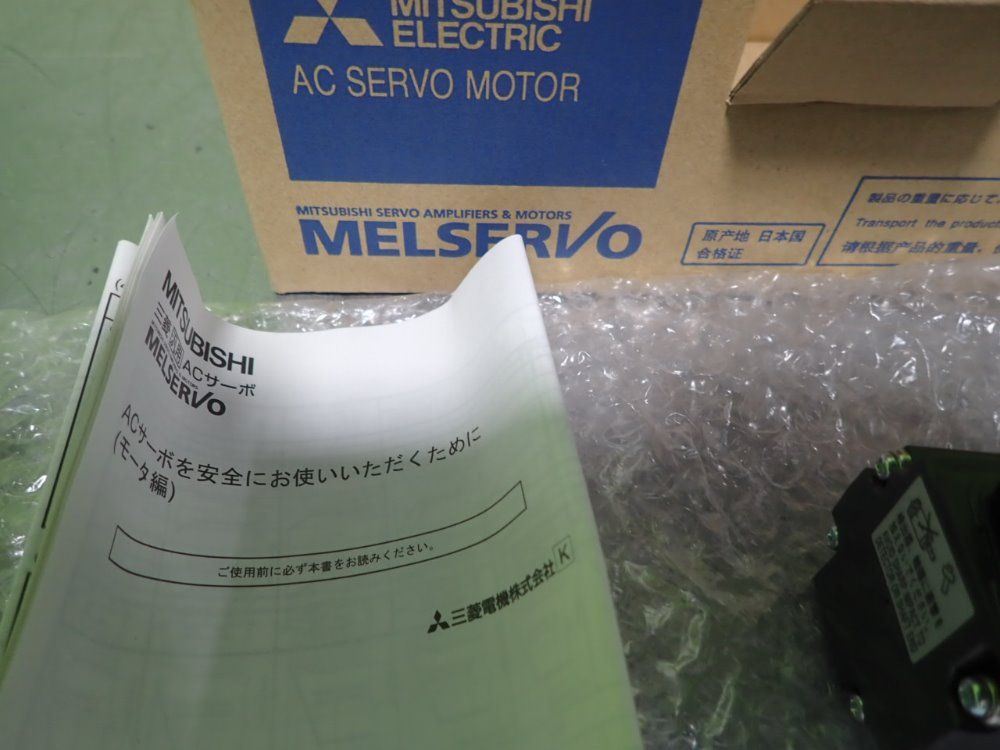 MITSUBISHI
ELECTRIC
AC SERVO MOTOR
MITSUBISHI SERVO AMPLIFIERS & MOTORS
MELSERVO
原产地 日本国
合格证
製品の重量に応じて
Transport the produc
请根据产品的重量,
MITSUBISHI
三菱汎用ACサーボ
MELSERVO
ACサーボを安全にお使いいただくために
(モータ編)
ご使用前に必ず本書をお読みください。
三菱電機株式会社 K